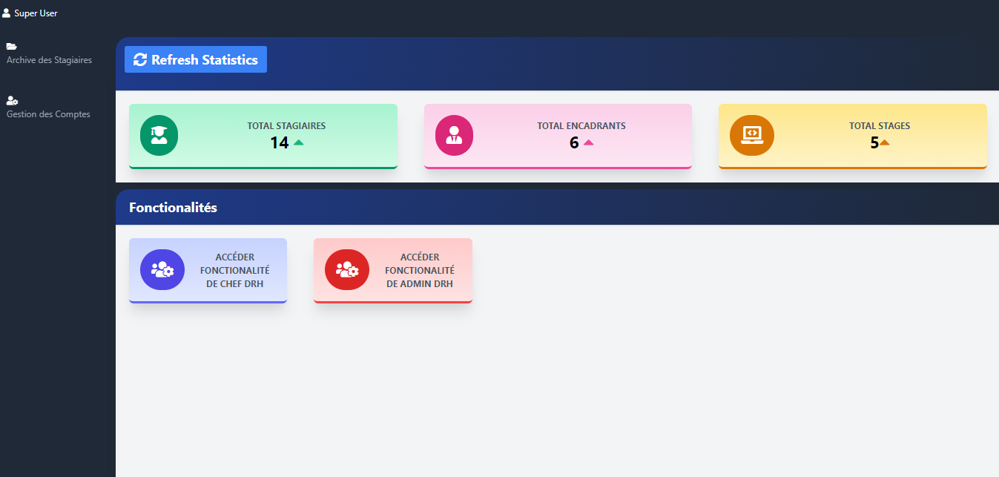 Super User
Archive des Stagiaires
Gestion des Comptes
Refresh Statistics
TOTAL STAGIAIRES
14
TOTAL ENCADRANTS
6
TOTAL STAGES
5
Fonctionalités
ACCÉDER
FONCTIONALITÉ
DE CHEF DRH
ACCÉDER
FONCTIONALITÉ
DE ADMIN DRH